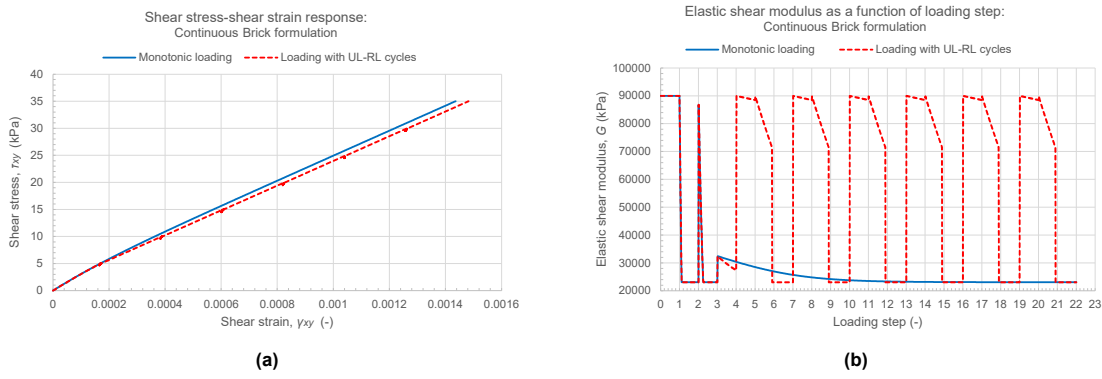 Shear stress-shear strain response:
Continuous Brick formulation
Monotonic loading
Loading with UL-RL cycles
40
35
30
25
20
15
10
5
0
Shear stress, τxy (kPa)
0 0.0002 0.0004 0.0006 0.0008 0.001 0.0012 0.0014 0.0016
Shear strain, γxy (-)
(a)
Elastic shear modulus as a function of loading step:
Continuous Brick formulation
Monotonic loading
Loading with UL-RL cycles
100000
90000
80000
70000
60000
50000
40000
30000
20000
Elastic shear modulus, G (kPa)
0 1 2 3 4 5 6 7 8 9 10 11 12 13 14 15 16 17 18 19 20 21 22 23
Loading step (-)
(b)